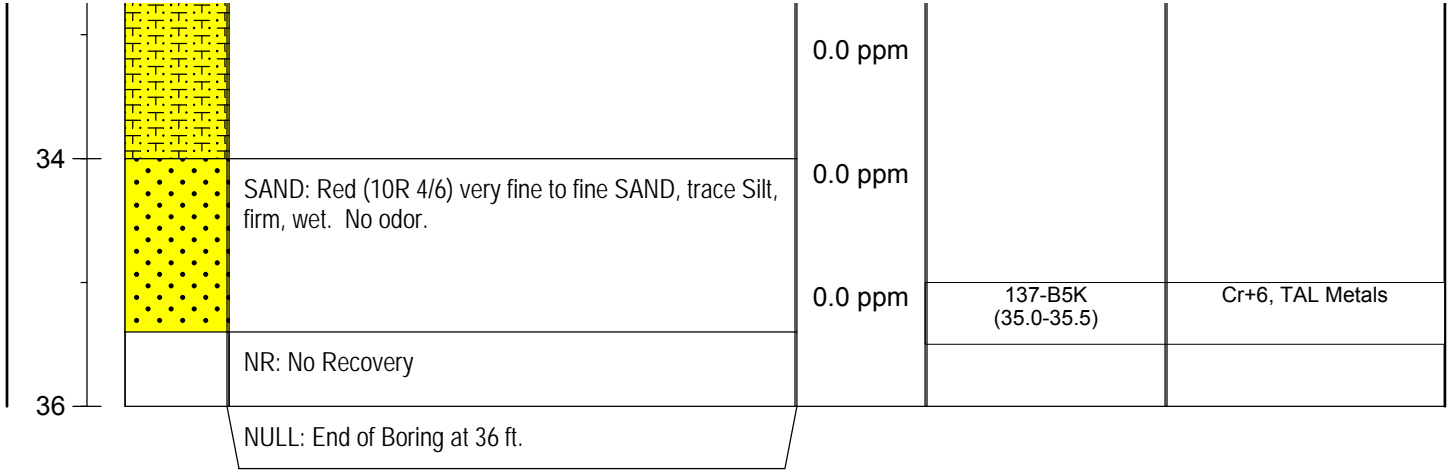 0.0 ppm
34
SAND: Red (10R 4/6) very fine to fine SAND, trace Silt,
firm, wet. No odor.
0.0 ppm
0.0 ppm
137-B5K
(35.0-35.5)
Cr+6, TAL Metals
NR: No Recovery
36
NULL: End of Boring at 36 ft.